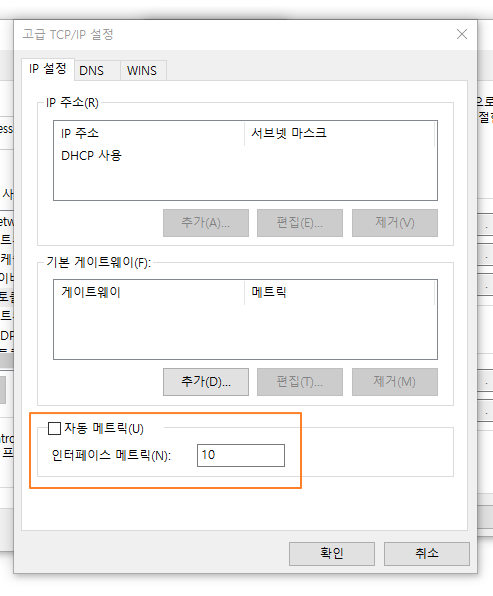 고급 TCP/IP 설정
IP 설정 DNS WINS
IP 주소(R)
IP 주소 서브넷 마스크
DHCP 사용
추가(A)... 편집(E)... 제거(V)
기본 게이트웨이(F):
게이트웨이 메트릭
추가(D)... 편집(T)... 제거(M)
자동 메트릭(U)
인터페이스 메트릭(N): 10
확인 취소